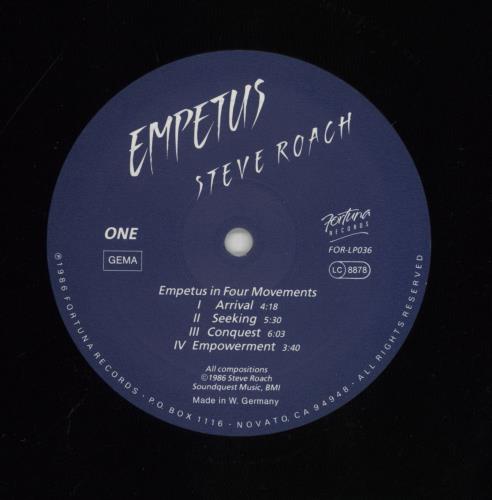 EMPETUS
STEVE ROACH
ONE
GEMA
Fortuna
RECORDS
FOR-LP036
LC 8878
Empetus in Four Movements
I Arrival 4:18
II Seeking 5:30
III Conquest 6:03
IV Empowerment 3:40
All compositions
©1986 Steve Roach
Soundquest Music, BMI
Made in W. Germany
℗ 1986 FORTUNA RECORDS · P.O. BOX 1116 · NOVATO, CA 94948 · ALL RIGHTS RESERVED